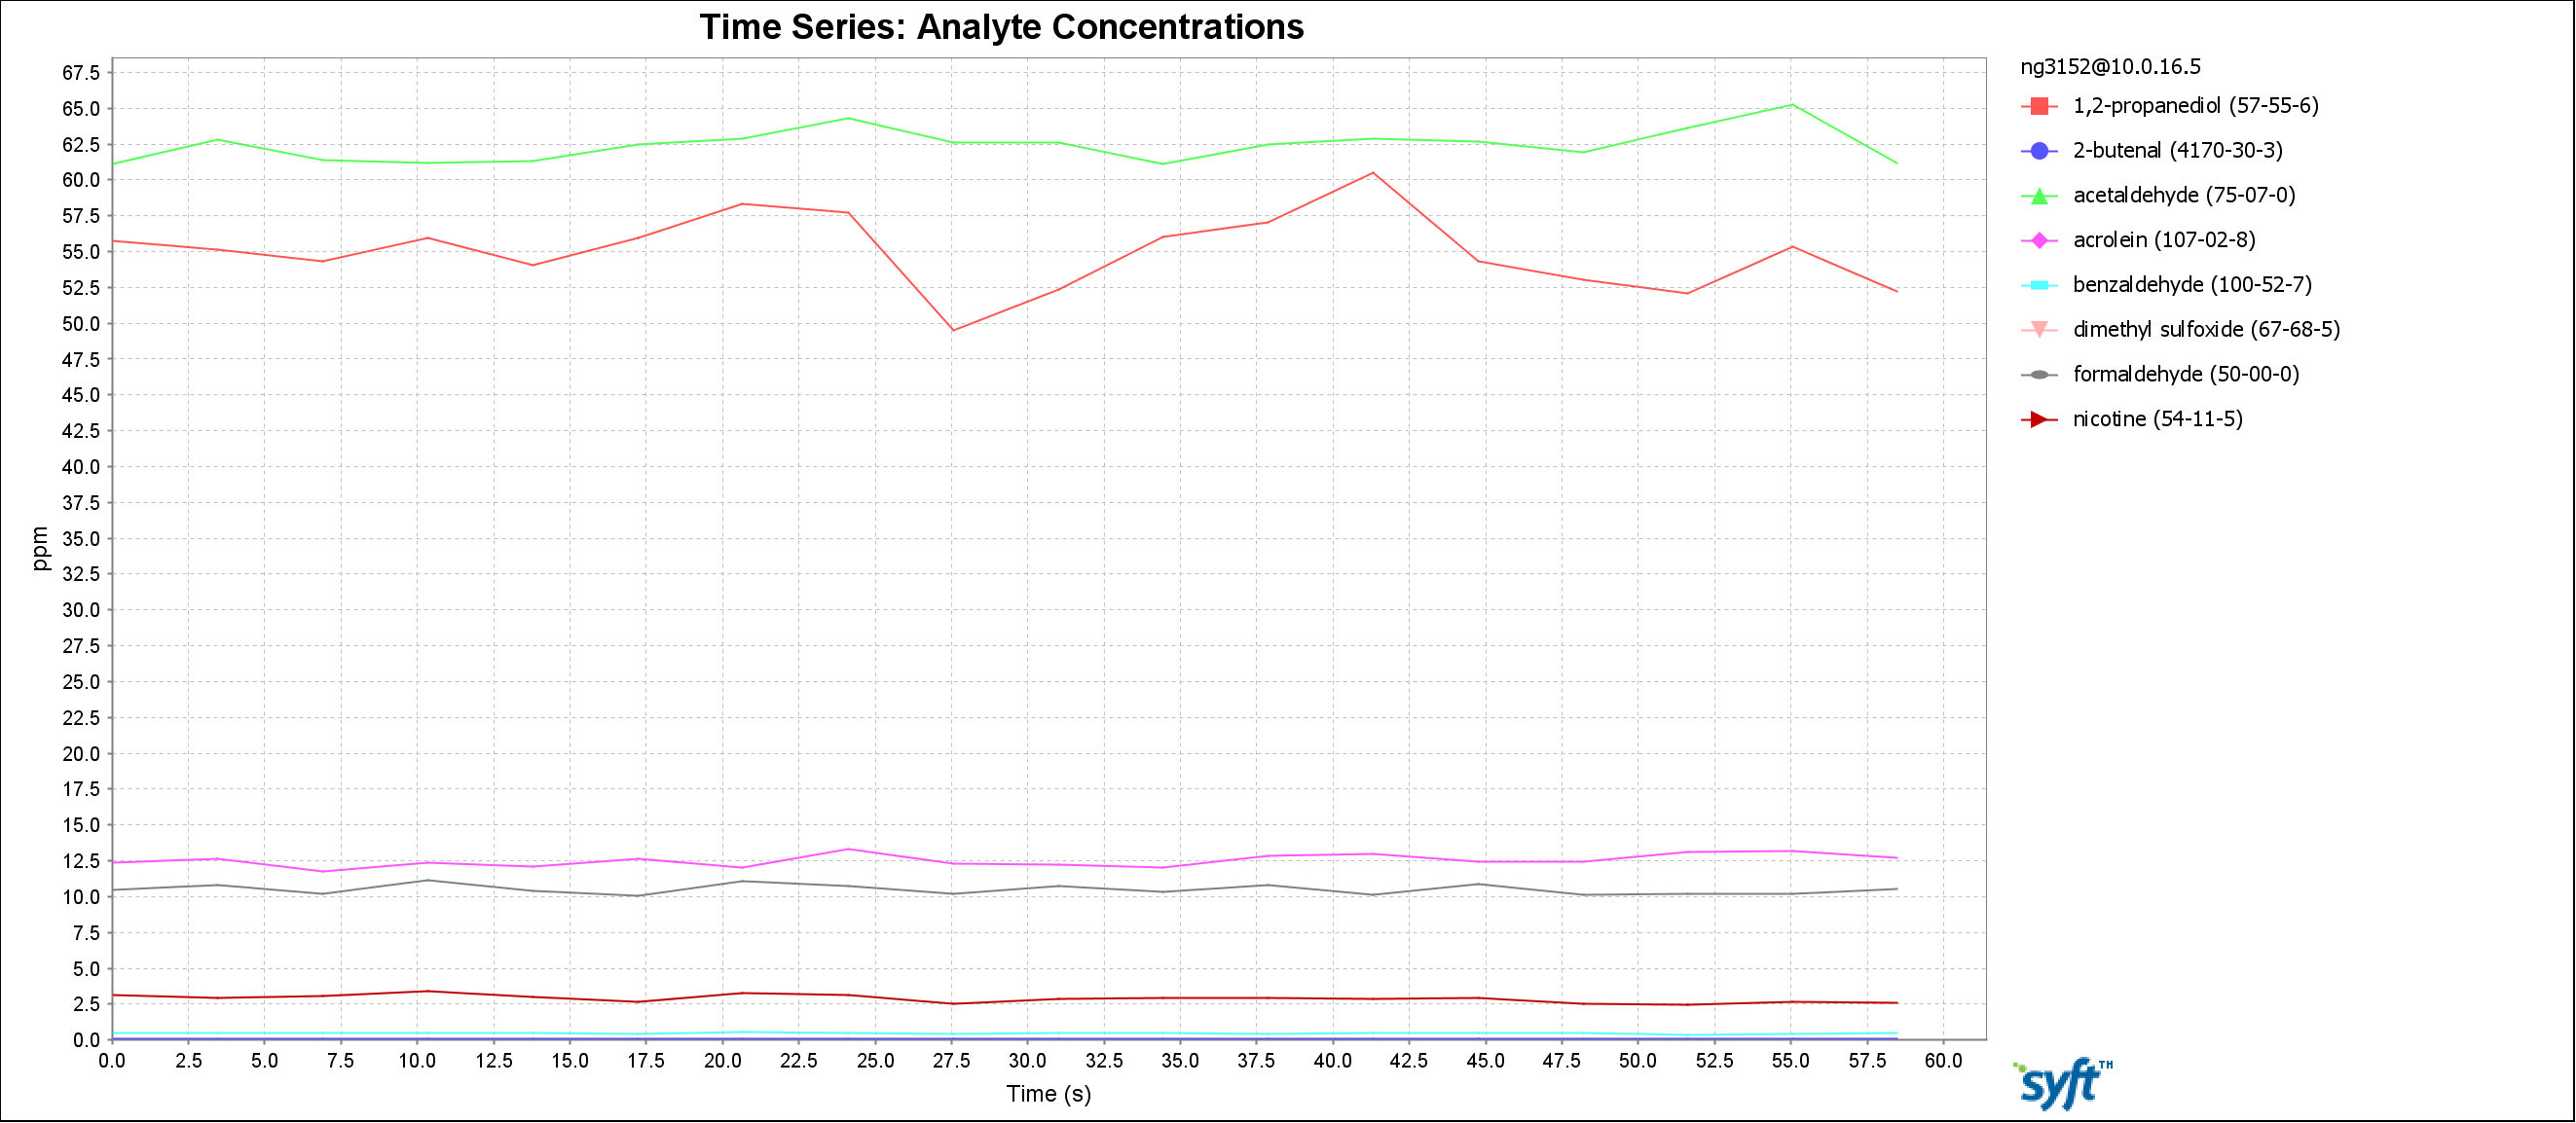 Time Series: Analyte Concentrations
67.5
65.0
62.5
60.0
57.5
55.0
52.5
50.0
47.5
45.0
42.5
40.0
37.5
35.0
32.5
30.0
27.5
25.0
22.5
20.0
17.5
15.0
12.5
10.0
7.5
5.0
2.5
0.0
ppm
0.0 2.5 5.0 7.5 10.0 12.5 15.0 17.5 20.0 22.5 25.0 27.5 30.0 32.5 35.0 37.5 40.0 42.5 45.0 47.5 50.0 52.5 55.0 57.5 60.0
Time (s)
ng3152@10.0.16.5
1,2-propanediol (57-55-6)
2-butenal (4170-30-3)
acetaldehyde (75-07-0)
acrolein (107-02-8)
benzaldehyde (100-52-7)
dimethyl sulfoxide (67-68-5)
formaldehyde (50-00-0)
nicotine (54-11-5)
syft™